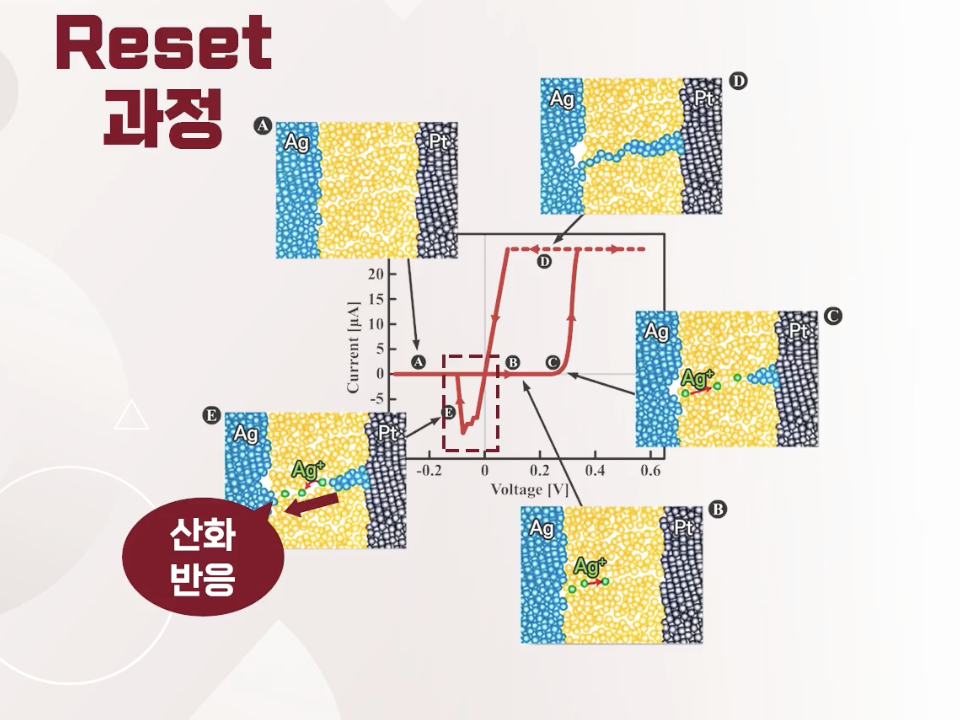 Reset
과정
D
Ag
Pt
A
Ag
Pt
20
15
10
5
0
-5
Current [μA]
D
A
B
C
E
-0.2
0
0.2
0.4
0.6
Voltage [V]
C
Ag
Pt
Ag⁺
E
Ag
Pt
Ag⁺
산화
반응
B
Ag
Pt
Ag⁺